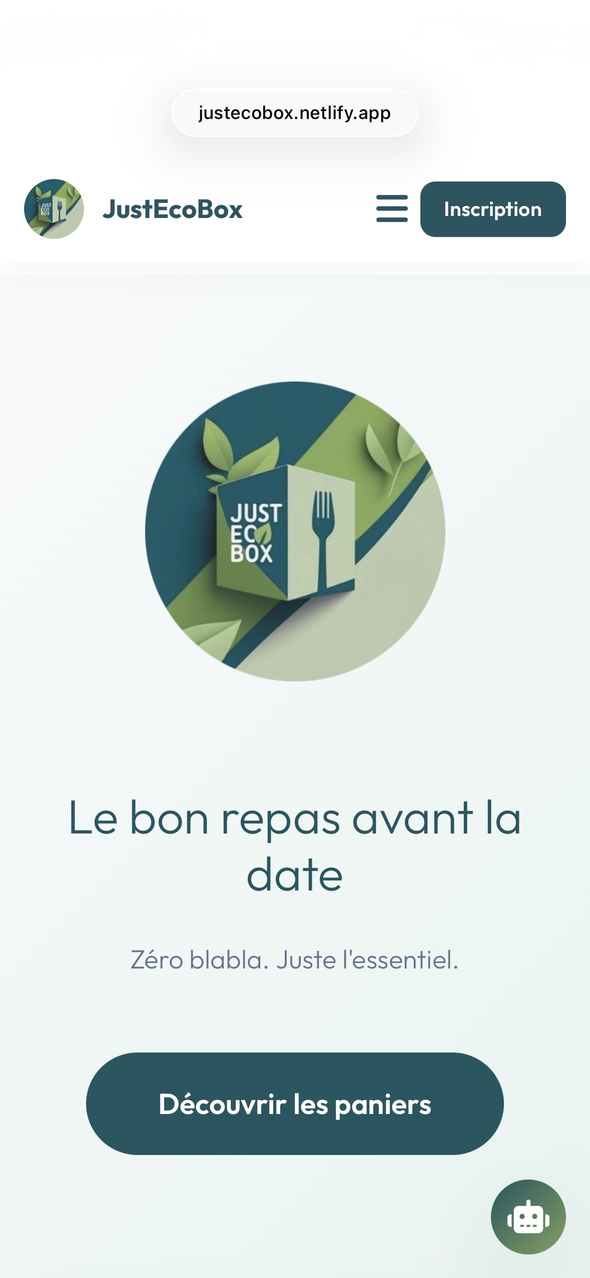 justecobox.netlify.app
JustEcoBox
Inscription
JUST
ECO
BOX
Le bon repas avant la
date
Zéro blabla. Juste l'essentiel.
Découvrir les paniers